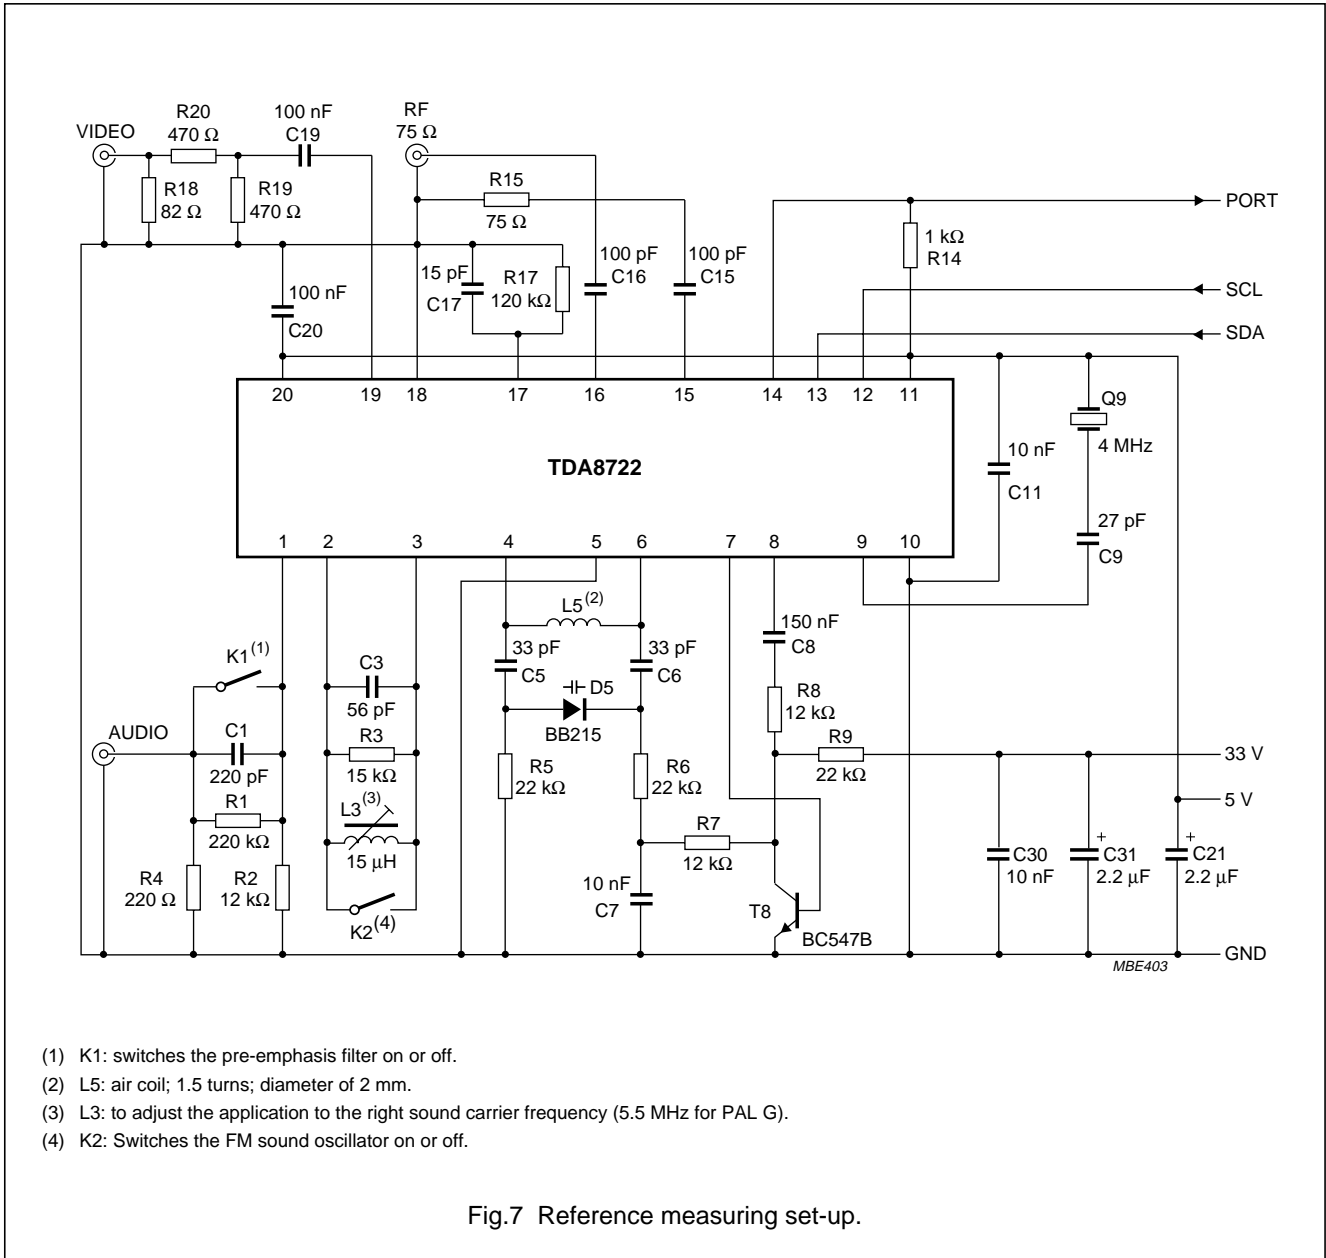 VIDEO
R20
470 Ω
100 nF
C19
RF
75 Ω
R18
82 Ω
R19
470 Ω
R15
75 Ω
PORT
1 kΩ
R14
100 nF
C20
15 pF
C17
R17
120 kΩ
100 pF
C16
100 pF
C15
SCL
SDA
20 19 18 17 16 15 14 13 12 11
TDA8722
Q9
4 MHz
10 nF
C11
27 pF
C9
1 2 3 4 5 6 7 8 9 10
K1(1)
C3
56 pF
L5(2)
33 pF
C5
33 pF
C6
D5
BB215
150 nF
C8
R8
12 kΩ
AUDIO
C1
220 pF
R3
15 kΩ
R5
22 kΩ
R6
22 kΩ
R9
22 kΩ
33 V
5 V
R1
220 kΩ
L3(3)
15 μH
R7
12 kΩ
R4
220 Ω
R2
12 kΩ
K2(4)
10 nF
C7
T8
BC547B
C30
10 nF
+
C31
2.2 μF
+
C21
2.2 μF
GND
MBE403
(1) K1: switches the pre-emphasis filter on or off.
(2) L5: air coil; 1.5 turns; diameter of 2 mm.
(3) L3: to adjust the application to the right sound carrier frequency (5.5 MHz for PAL G).
(4) K2: Switches the FM sound oscillator on or off.
Fig.7 Reference measuring set-up.